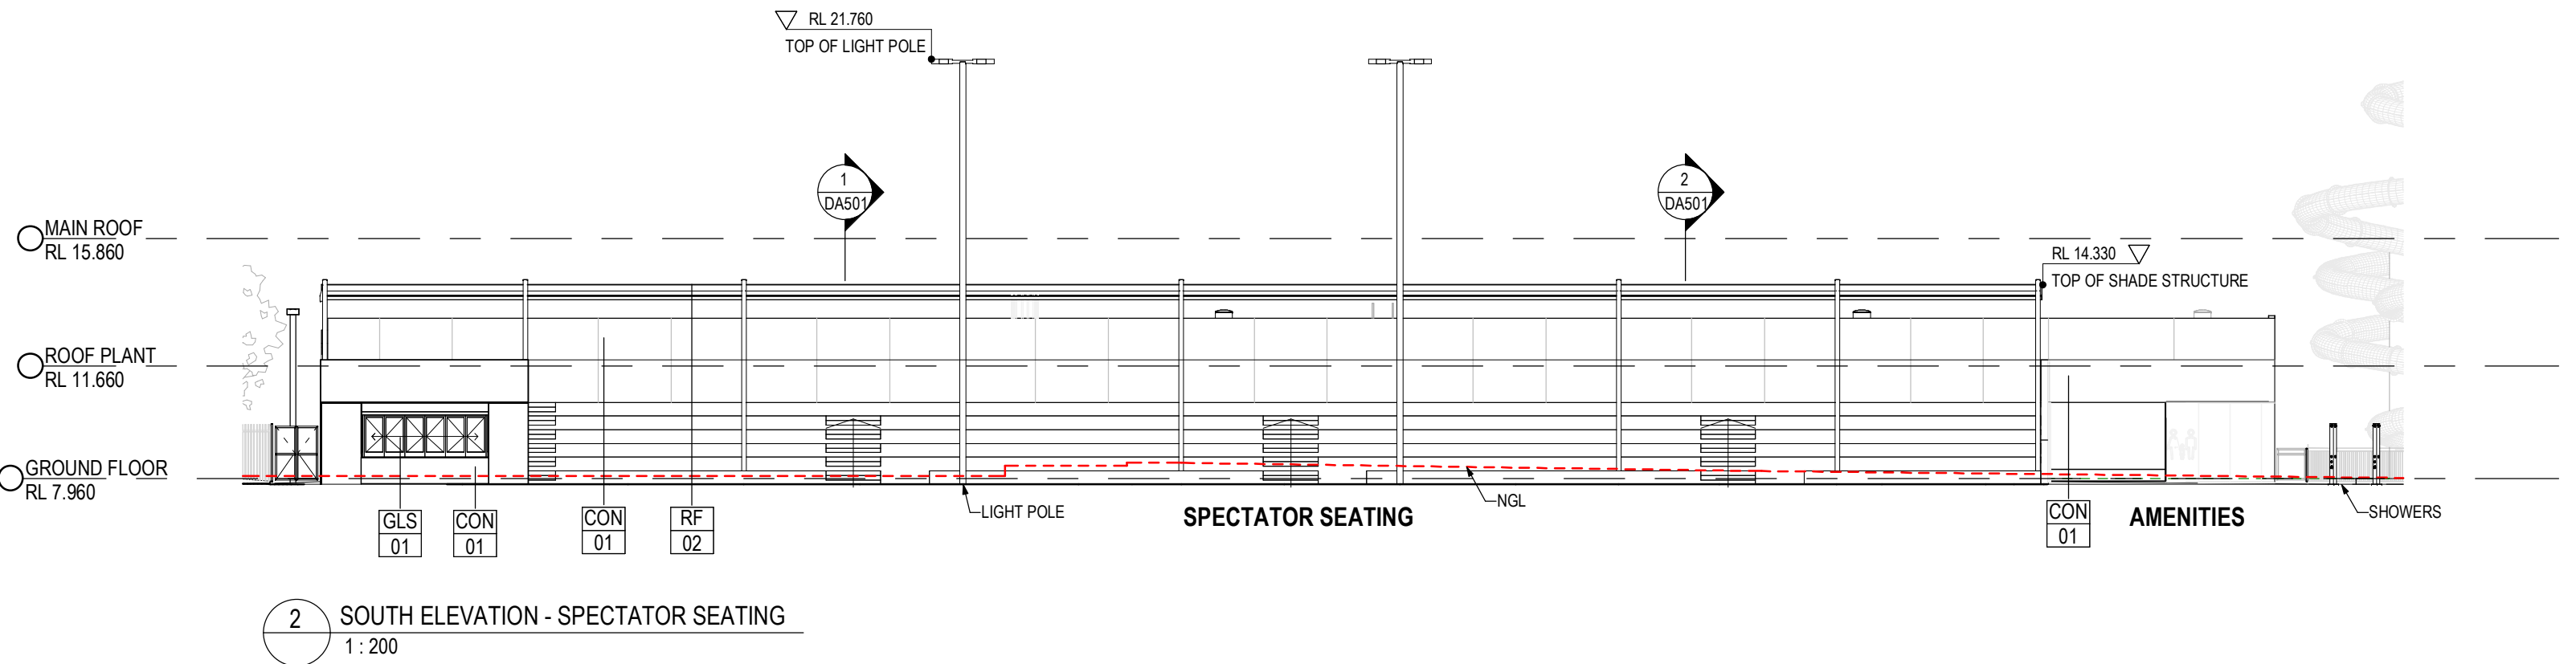 RL 21.760
TOP OF LIGHT POLE
1
DA501
2
DA501
MAIN ROOF
RL 15.860
RL 14.330
TOP OF SHADE STRUCTURE
ROOF PLANT
RL 11.660
GROUND FLOOR
RL 7.960
GLS
01
CON
01
CON
01
RF
02
LIGHT POLE
SPECTATOR SEATING
NGL
CON
01
AMENITIES
SHOWERS
2
SOUTH ELEVATION - SPECTATOR SEATING
1 : 200